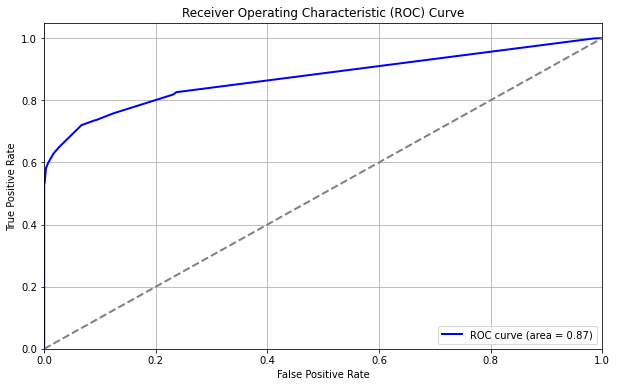 Receiver Operating Characteristic (ROC) Curve
True Positive Rate
1.0
0.8
0.6
0.4
0.2
0.0
ROC curve (area = 0.87)
0.0 0.2 0.4 0.6 0.8 1.0
False Positive Rate